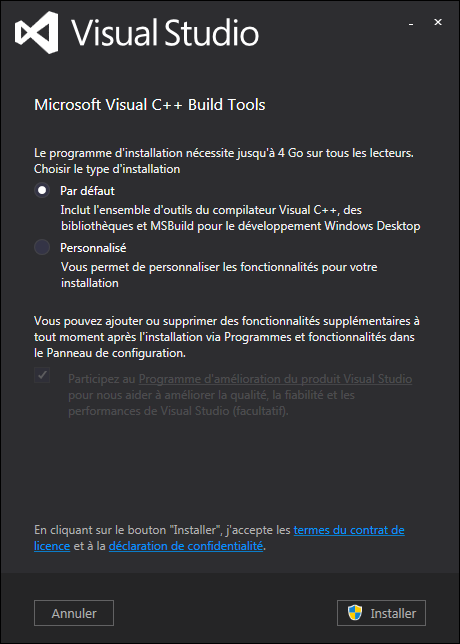 Visual Studio
Microsoft Visual C++ Build Tools
Le programme d'installation nécessite jusqu'à 4 Go sur tous les lecteurs.
Choisir le type d'installation
Par défaut
Inclut l'ensemble d'outils du compilateur Visual C++, des
bibliothèques et MSBuild pour le développement Windows Desktop
Personnalisé
Vous permet de personnaliser les fonctionnalités pour votre
installation
Vous pouvez ajouter ou supprimer des fonctionnalités supplémentaires à
tout moment après l'installation via Programmes et fonctionnalités dans
le Panneau de configuration.
Participez au Programme d'amélioration du produit Visual Studio
pour nous aider à améliorer la qualité, la fiabilité et les
performances de Visual Studio (facultatif).
En cliquant sur le bouton "Installer", j'accepte les termes du contrat de
licence et à la déclaration de confidentialité.
Annuler
Installer